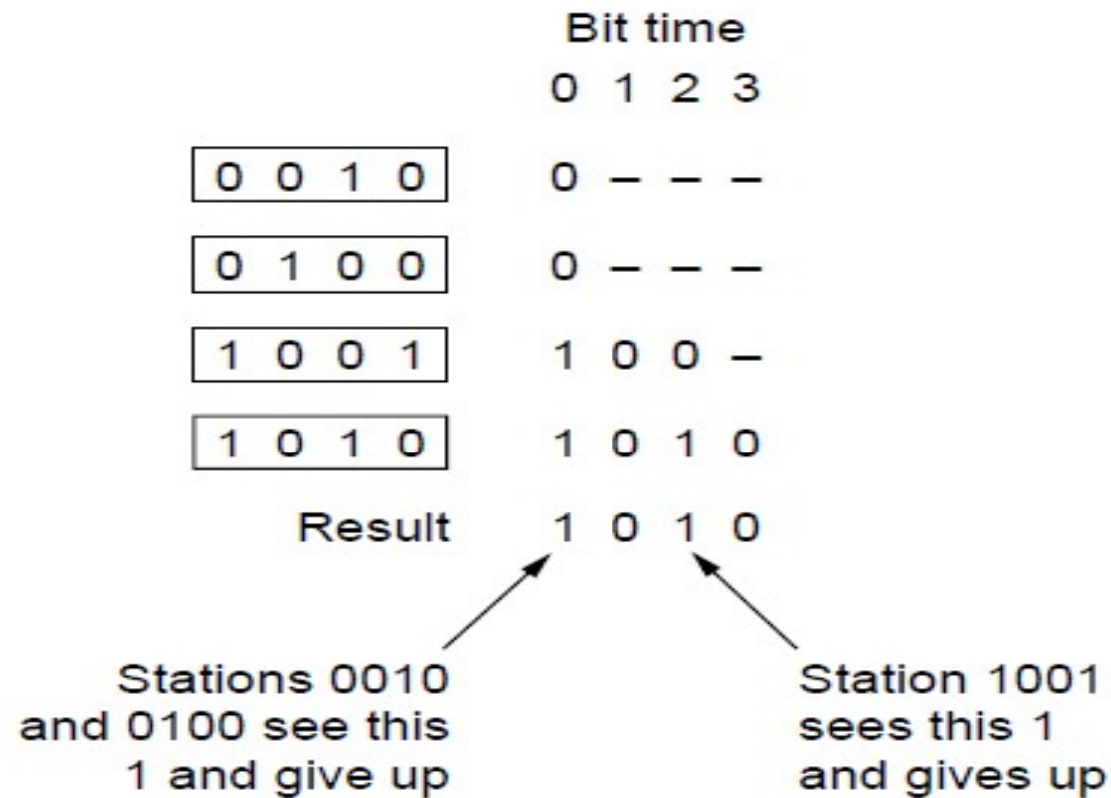 Bit time
0 1 2 3
0 0 1 0 0 – – –
0 1 0 0 0 – – –
1 0 0 1 1 0 0 –
1 0 1 0 1 0 1 0
Result 1 0 1 0
Stations 0010
and 0100 see this
1 and give up
Station 1001
sees this 1
and gives up